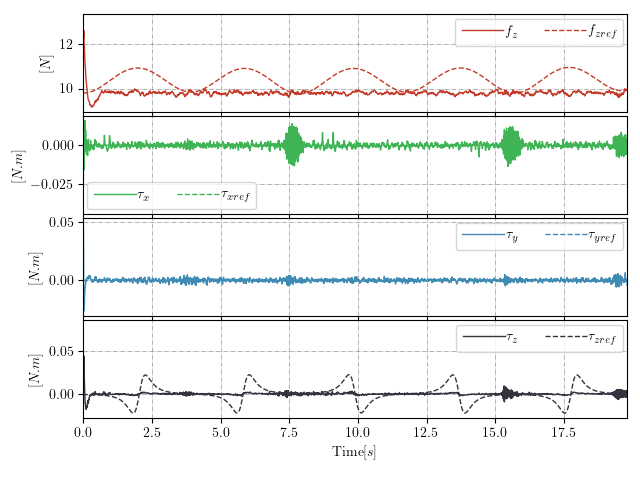 12
10
[N]
f_z f_zref
0.000
−0.025
[N.m]
τ_x τ_xref
0.05
0.00
[N.m]
τ_y τ_yref
0.05
0.00
[N.m]
τ_z τ_zref
0.0 2.5 5.0 7.5 10.0 12.5 15.0 17.5
Time[s]